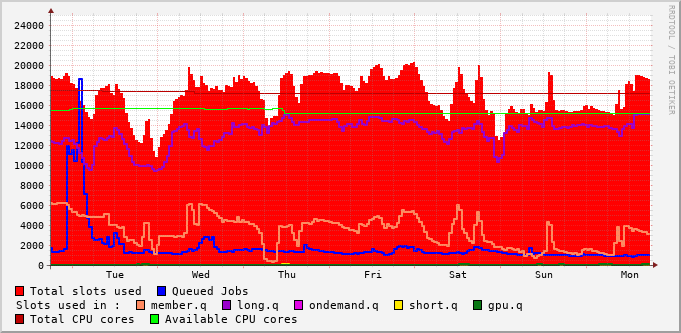 24000
22000
20000
18000
16000
14000
12000
10000
8000
6000
4000
2000
0
Tue Wed Thu Fri Sat Sun Mon
RRDTOOL / TOBI OETIKER
Total slots used Queued Jobs
Slots used in : member.q long.q ondemand.q short.q gpu.q
Total CPU cores Available CPU cores